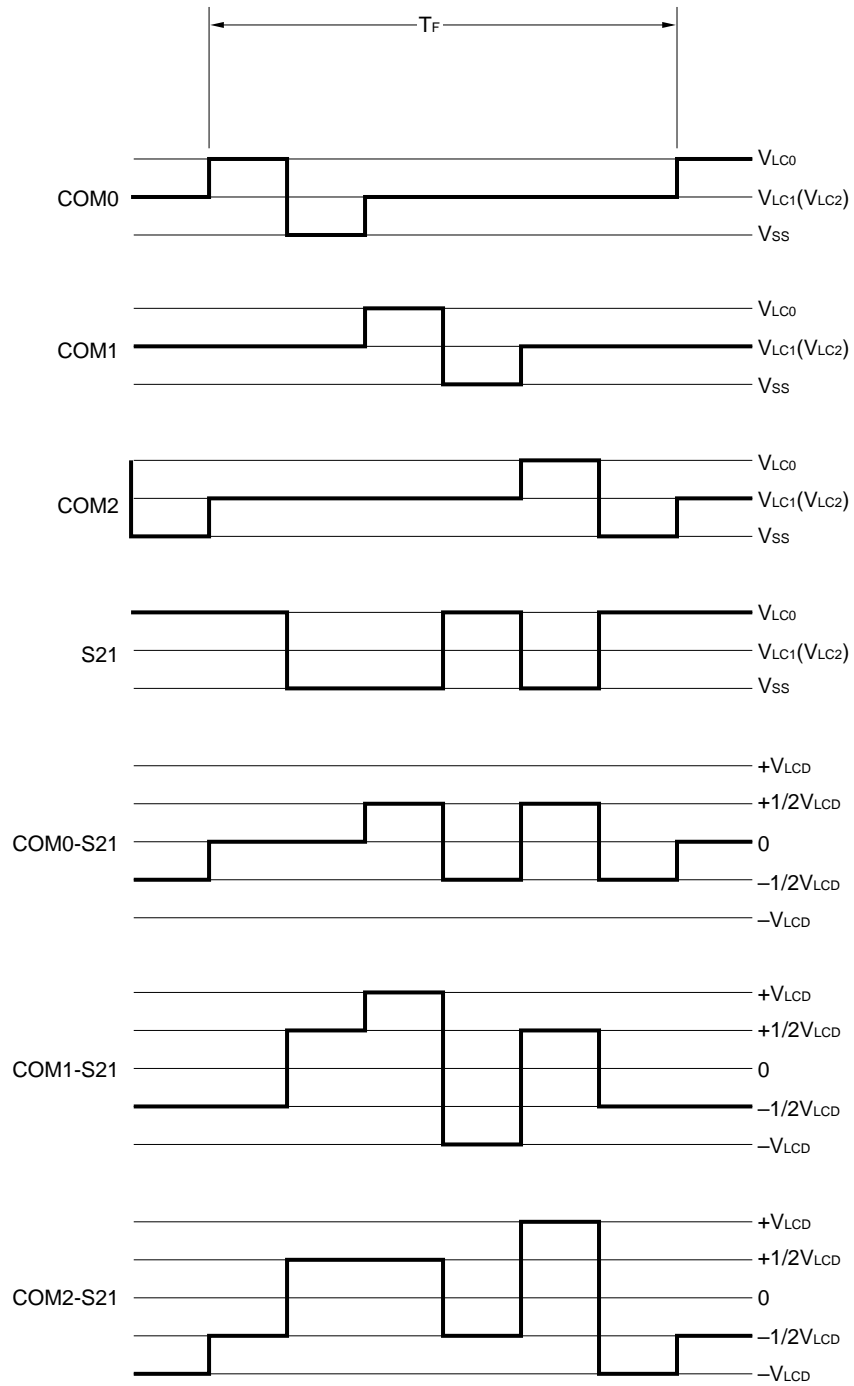 TF
VLC0
COM0
VLC1(VLC2)
VSS
VLC0
COM1
VLC1(VLC2)
VSS
VLC0
COM2
VLC1(VLC2)
VSS
VLC0
S21
VLC1(VLC2)
VSS
+VLCD
+1/2VLCD
COM0-S21
0
–1/2VLCD
–VLCD
+VLCD
+1/2VLCD
COM1-S21
0
–1/2VLCD
–VLCD
+VLCD
+1/2VLCD
COM2-S21
0
–1/2VLCD
–VLCD